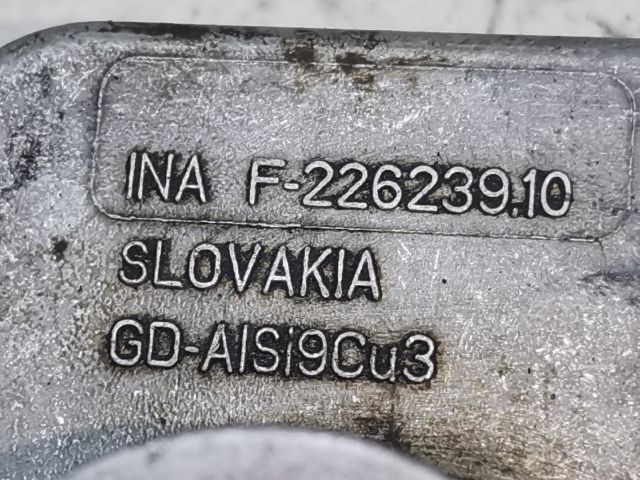 INA F-226239.10
SLOVAKIA
GD-AlSi9Cu3